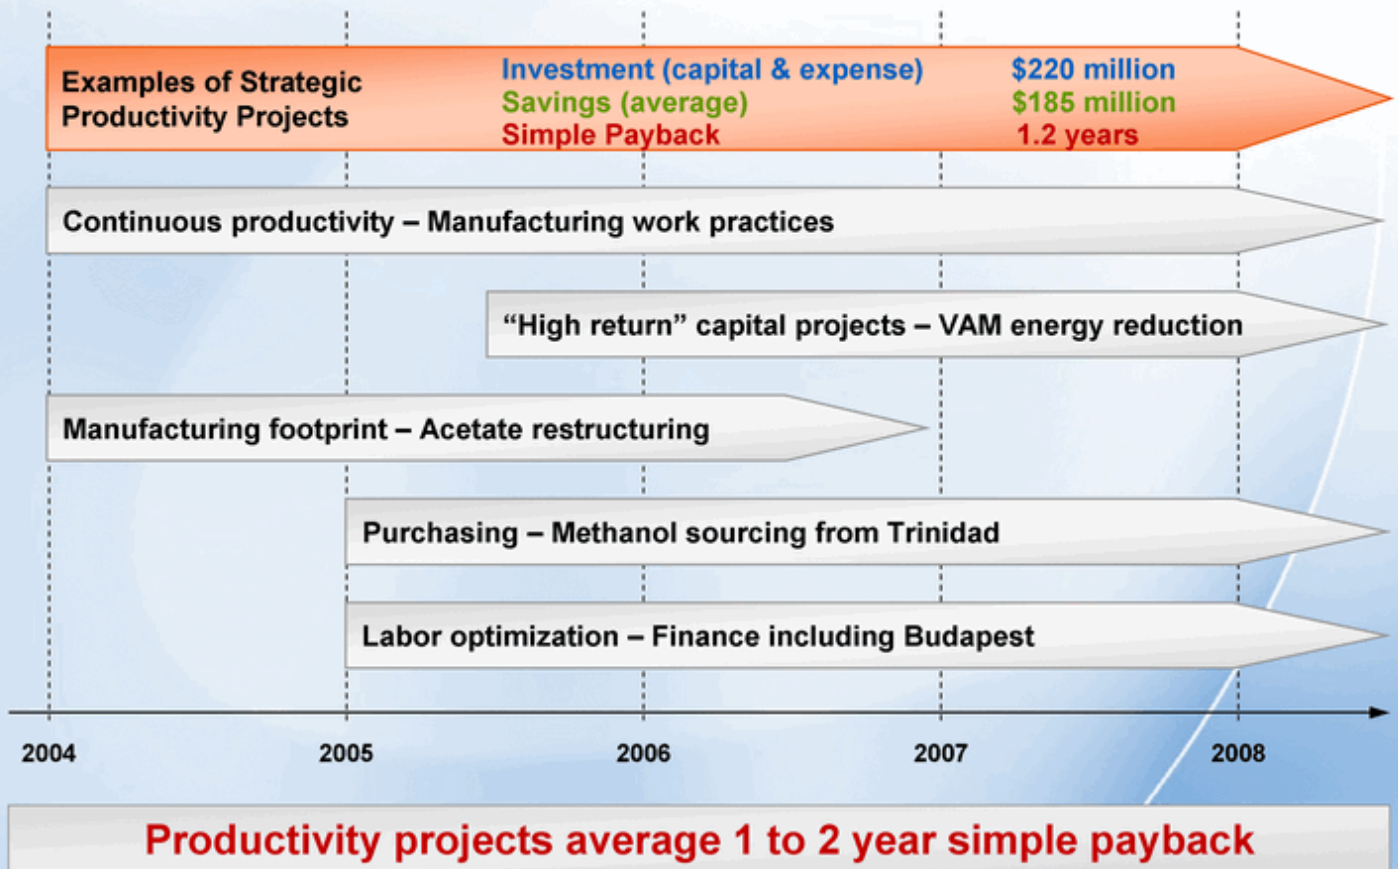 Examples of Strategic
Productivity Projects
Investment (capital & expense) $220 million
Savings (average) $185 million
Simple Payback 1.2 years
Continuous productivity – Manufacturing work practices
“High return” capital projects – VAM energy reduction
Manufacturing footprint – Acetate restructuring
Purchasing – Methanol sourcing from Trinidad
Labor optimization – Finance including Budapest
2004 2005 2006 2007 2008
Productivity projects average 1 to 2 year simple payback